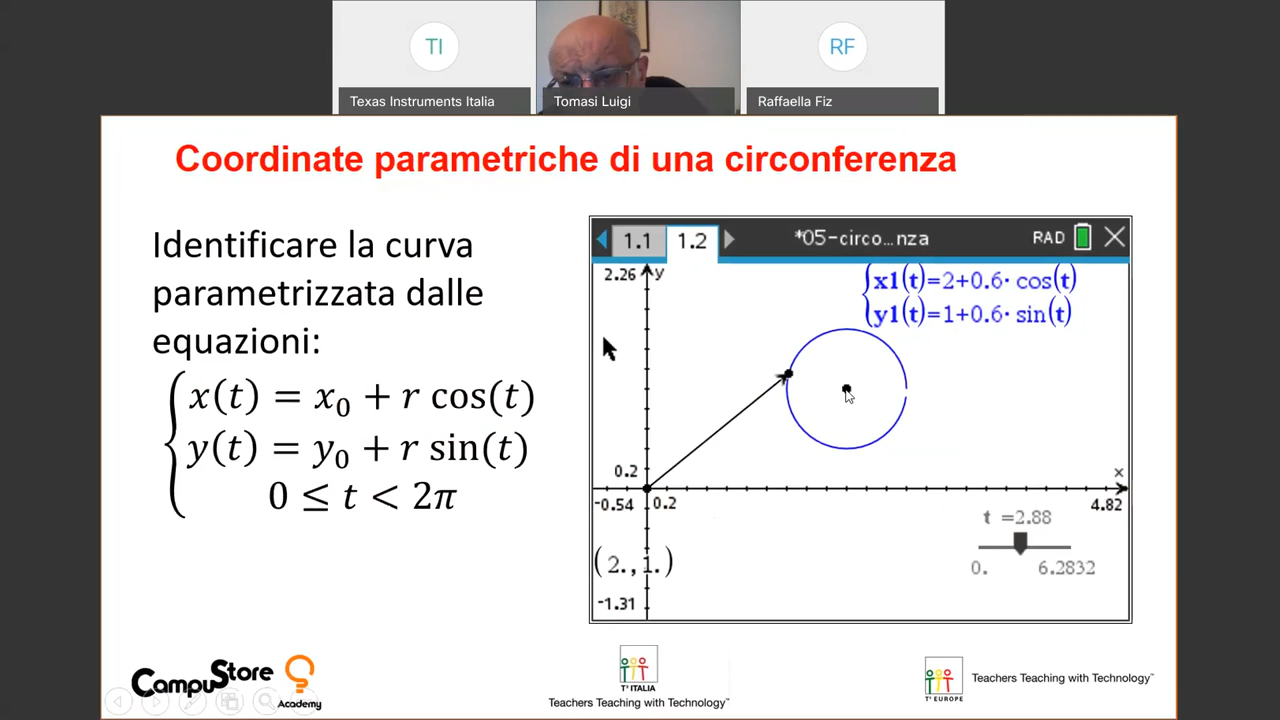 TI
RF
Texas Instruments Italia
Tomasi Luigi
Raffaella Fiz
Coordinate parametriche di una circonferenza
Identificare la curva
parametrizzata dalle
equazioni:
x(t) = x₀ + r cos(t)
y(t) = y₀ + r sin(t)
0 ≤ t < 2π
1.1
1.2
*05-circo...nza
RAD
2.26
y
x1(t)=2+0.6· cos(t)
y1(t)=1+0.6· sin(t)
0.2
x
-0.54
0.2
4.82
t =2.88
0.
6.2832
(2.,1.)
-1.31
CampuStore
Academy
T³ ITALIA
Teachers Teaching with Technology™
T³ EUROPE
Teachers Teaching with Technology™